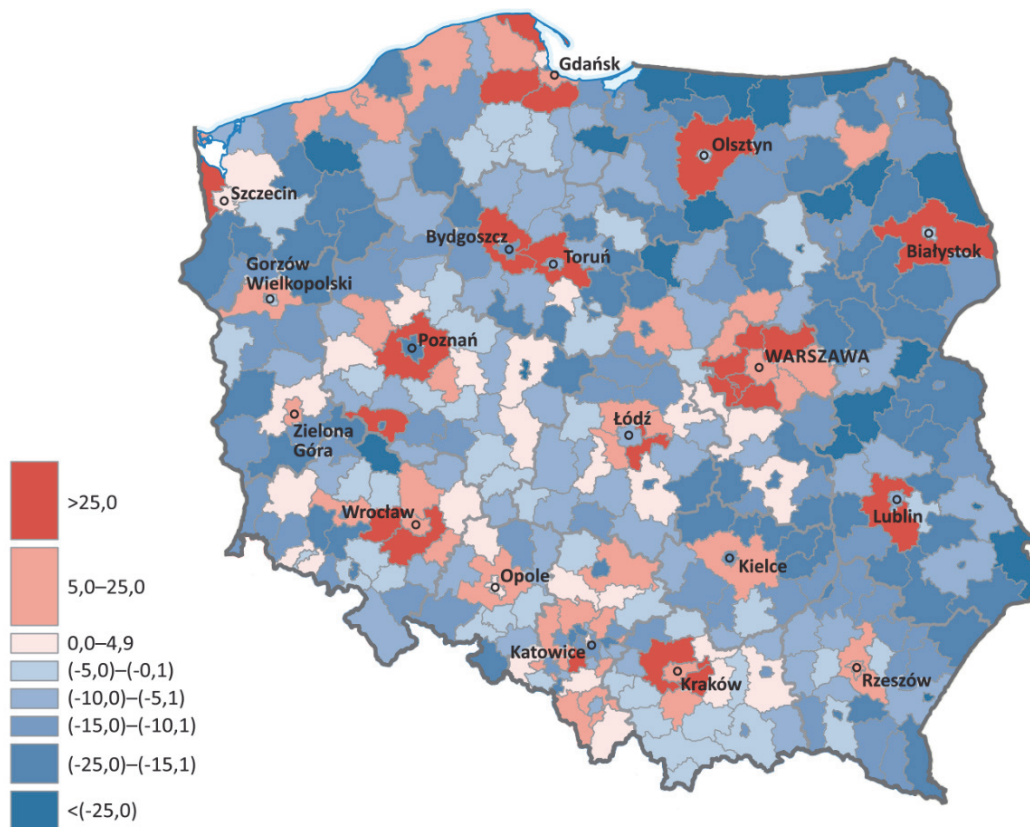 Gdańsk
Olsztyn
Szczecin
Białystok
Bydgoszcz
Toruń
Gorzów
Wielkopolski
Poznań
WARSZAWA
Zielona
Góra
Łódź
Wrocław
Lublin
Opole
Kielce
Katowice
Kraków
Rzeszów
>25,0
5,0–25,0
0,0–4,9
(-5,0)–(-0,1)
(-10,0)–(-5,1)
(-15,0)–(-10,1)
(-25,0)–(-15,1)
<(-25,0)